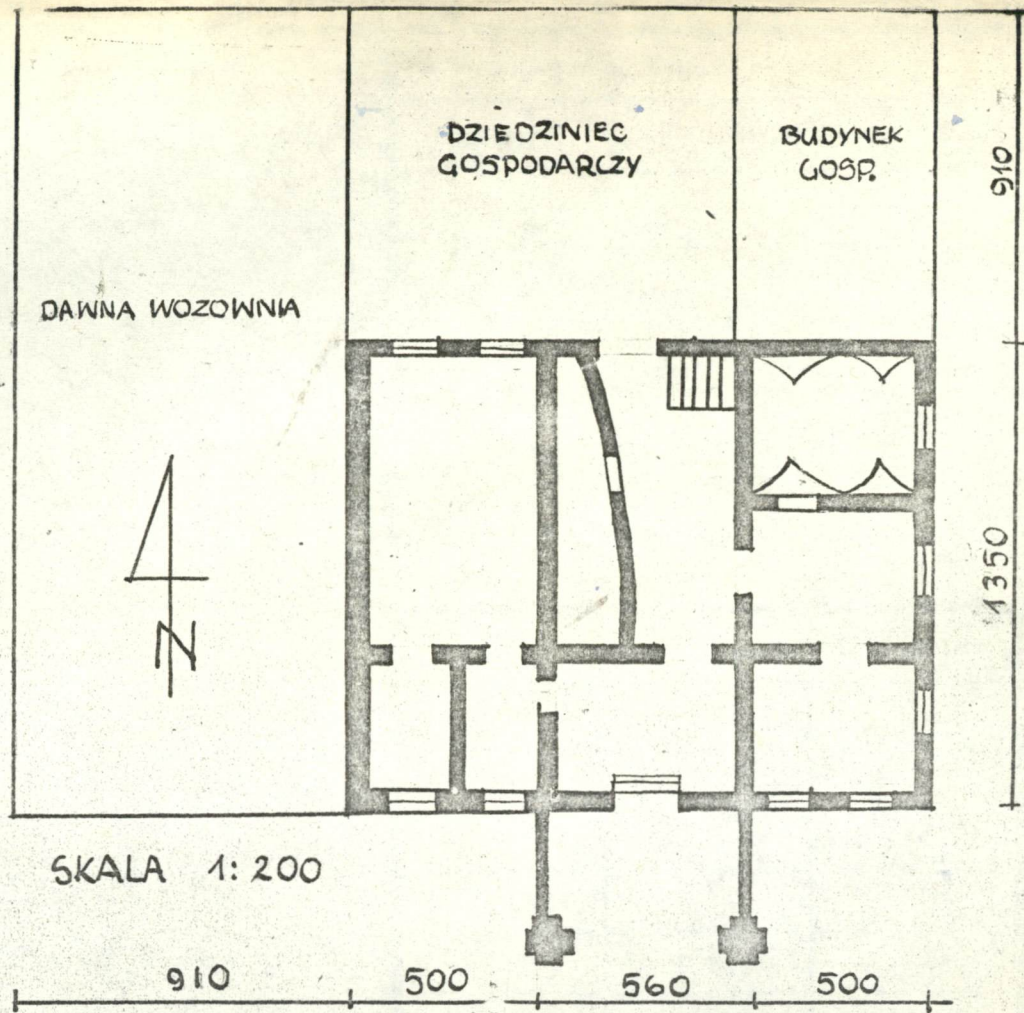 DZIEDZINIEC
GOSPODARCZY
BUDYNEK
GOSP.
910
DAWNA WOZOWNIA
1350
N
SKALA 1:200
910 500 560 500